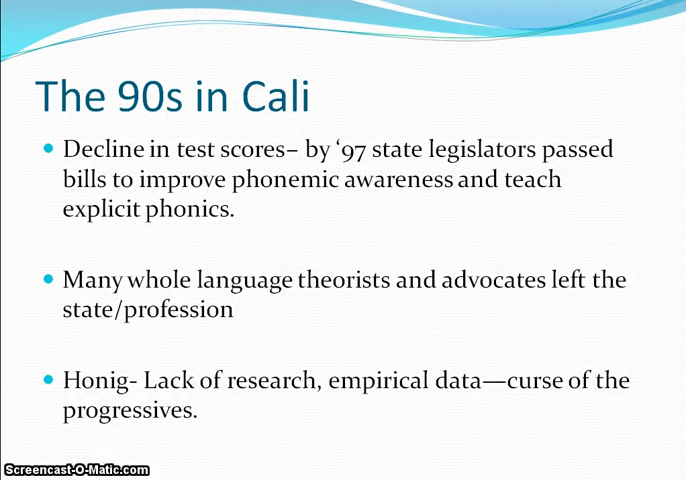 The 90s in Cali
Decline in test scores– by ‘97 state legislators passed
bills to improve phonemic awareness and teach
explicit phonics.
Many whole language theorists and advocates left the
state/profession
Honig- Lack of research, empirical data—curse of the
progressives.
Screencast-O-Matic.com